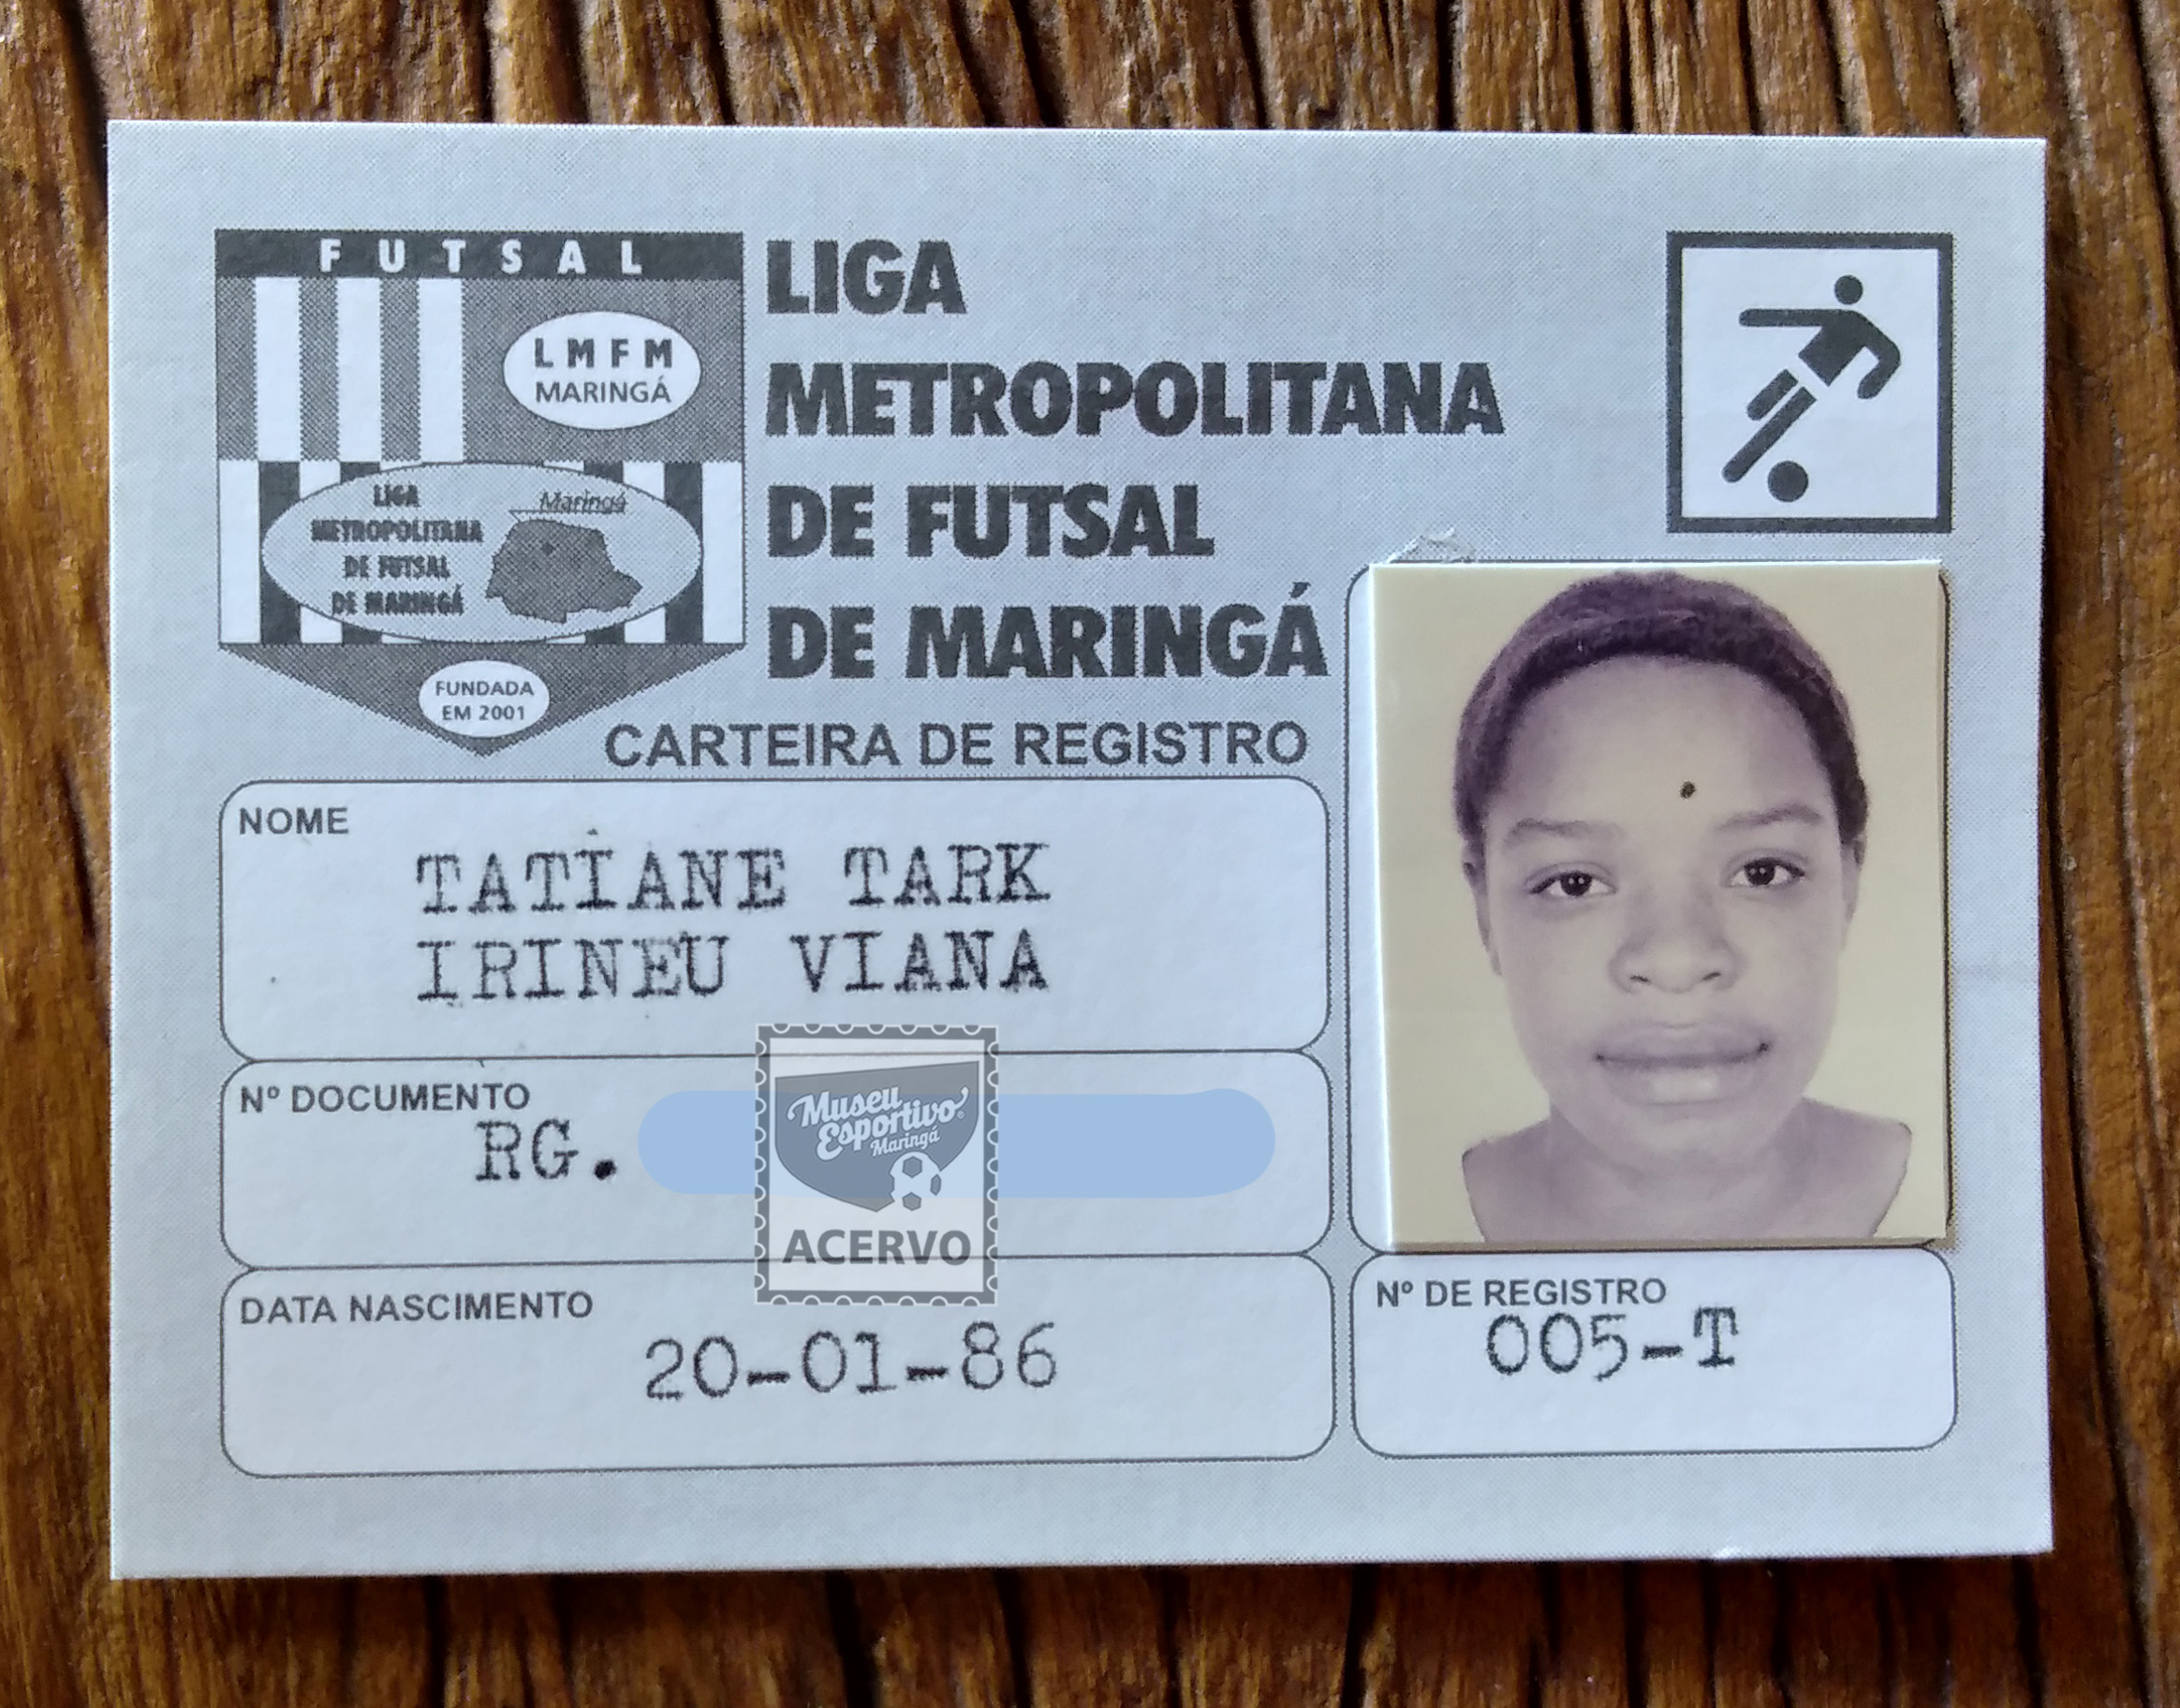 FUTSAL
LMFM
MARINGÁ
LIGA
METROPOLITANA
DE FUTSAL
DE MARINGÁ
Maringá
FUNDADA
EM 2001
LIGA
METROPOLITANA
DE FUTSAL
DE MARINGÁ
CARTEIRA DE REGISTRO
NOME
TATIANE TARK
IRINEU VIANA
Nº DOCUMENTO
RG.
Museu
Esportivo
Maringá
ACERVO
DATA NASCIMENTO
20-01-86
Nº DE REGISTRO
005-T